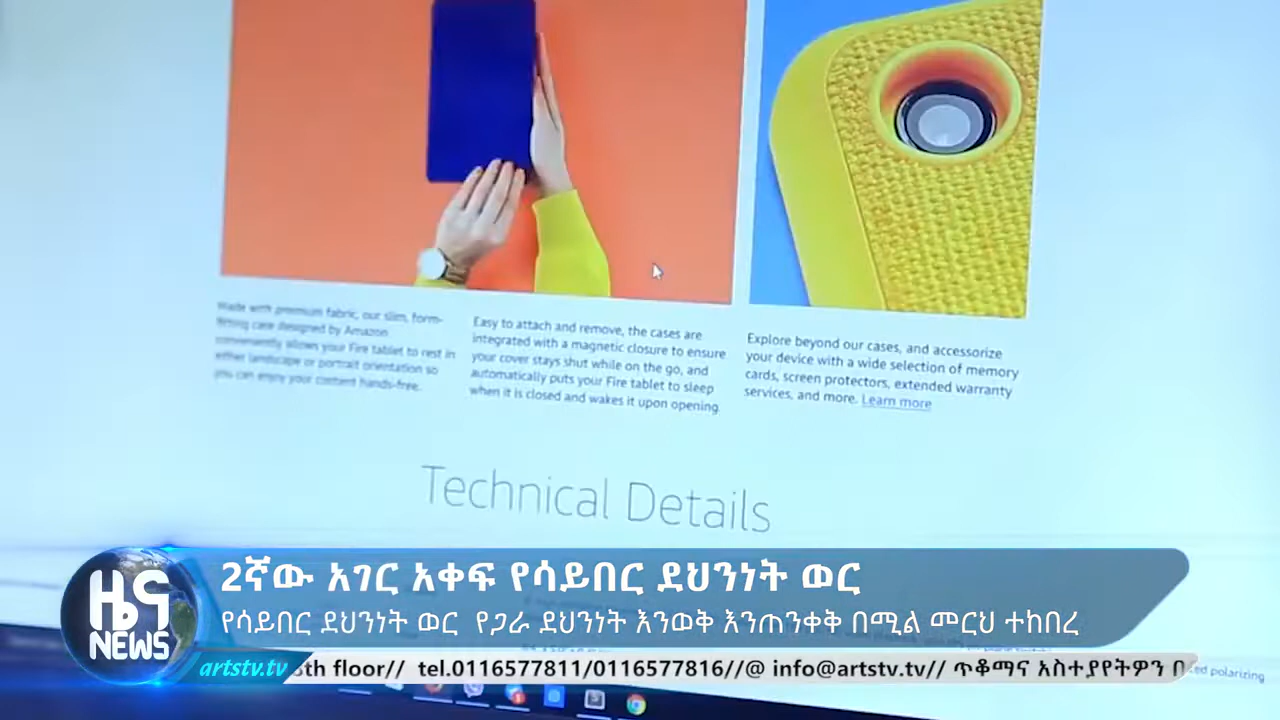 Made with premium fabric, our slim, form-
fitting case designed by Amazon
conveniently allows your Fire tablet to rest in
either landscape or portrait orientation so
you can enjoy your content hands-free.
Easy to attach and remove, the cases are
integrated with a magnetic closure to ensure
your cover stays shut while on the go, and
automatically puts your Fire tablet to sleep
when it is closed and wakes it upon opening.
Explore beyond our cases, and accessorize
your device with a wide selection of memory
cards, screen protectors, extended warranty
services, and more. Learn more
Technical Details
2ኛው አገር አቀፍ የሳይበር ደህንነት ወር
የሳይበር ደህንነት ወር የጋራ ደህንነት እንወቅ እንጠንቀቅ በሚል መርህ ተከበረ
ዜና
NEWS
artstv.tv
floor// tel.0116577811/0116577816//@ info@artstv.tv// ጥቆማና አስተያየትዎን በ
polarizing